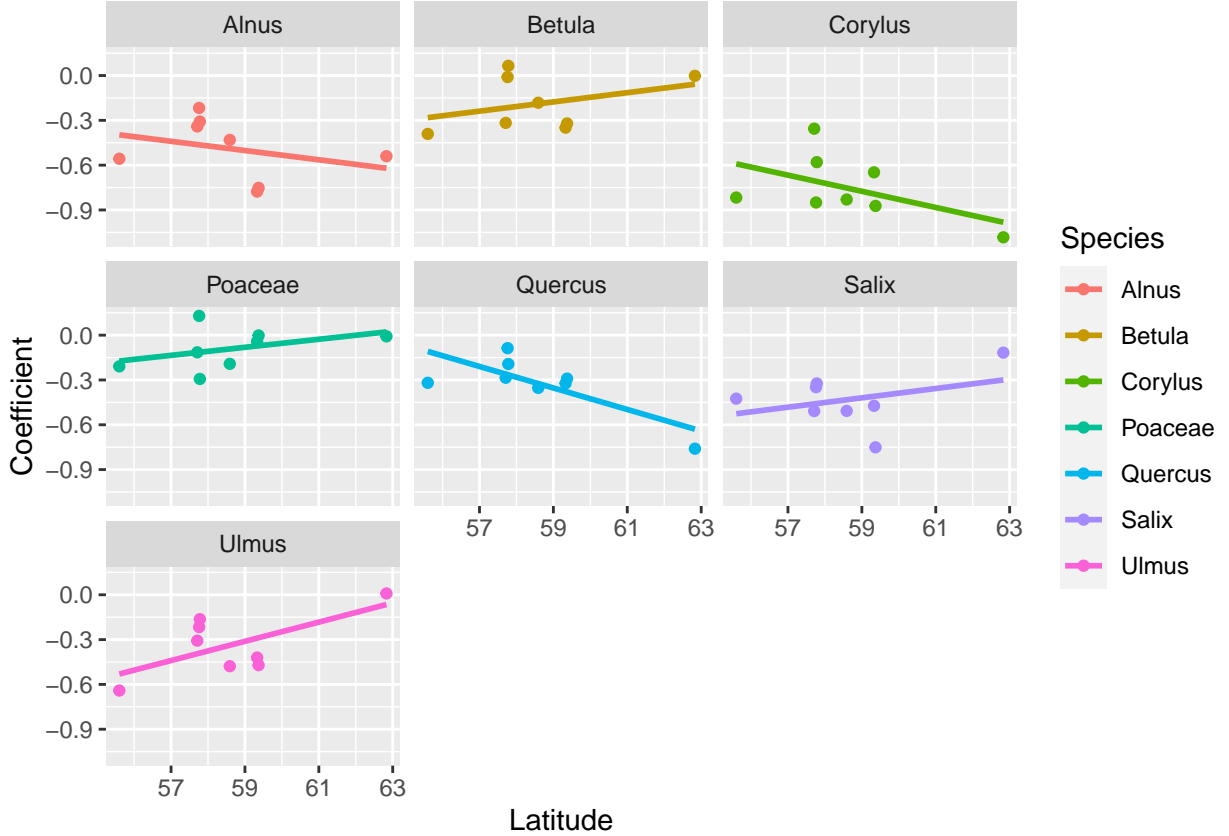 Alnus Betula Corylus
0.0
−0.3
−0.6
−0.9
Poaceae Quercus Salix
0.0
−0.3
−0.6
−0.9
57 59 61 63 57 59 61 63
Ulmus
0.0
−0.3
−0.6
−0.9
57 59 61 63
Latitude
Coefficient
Species
Alnus
Betula
Corylus
Poaceae
Quercus
Salix
Ulmus